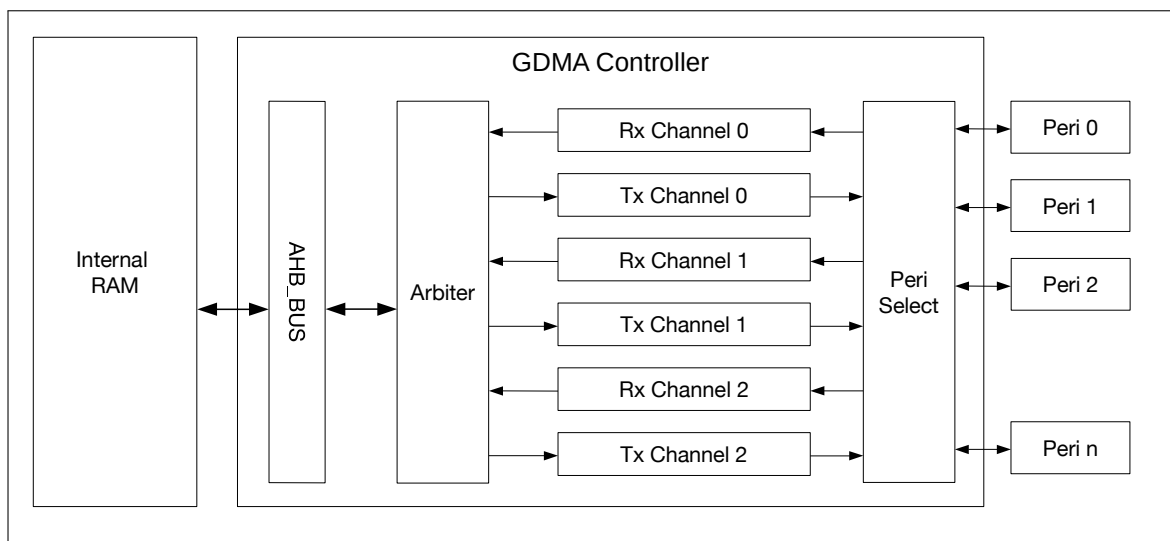 GDMA Controller
Internal
RAM
AHB_BUS
Arbiter
Rx Channel 0
Tx Channel 0
Rx Channel 1
Tx Channel 1
Rx Channel 2
Tx Channel 2
Peri
Select
Peri 0
Peri 1
Peri 2
Peri n